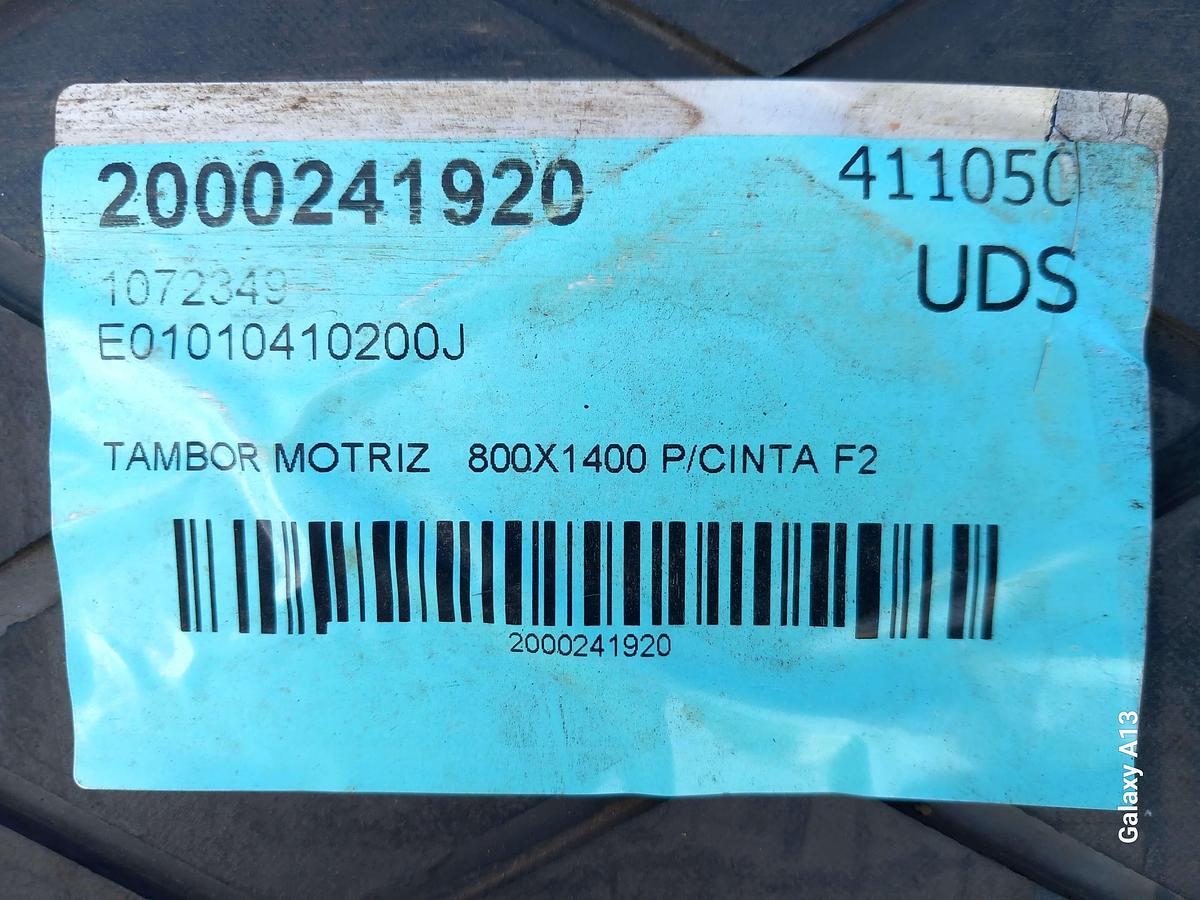 2000241920
411050
UDS
1072349
E01010410200J
TAMBOR MOTRIZ 800X1400 P/CINTA F2
2000241920
Galaxy A13